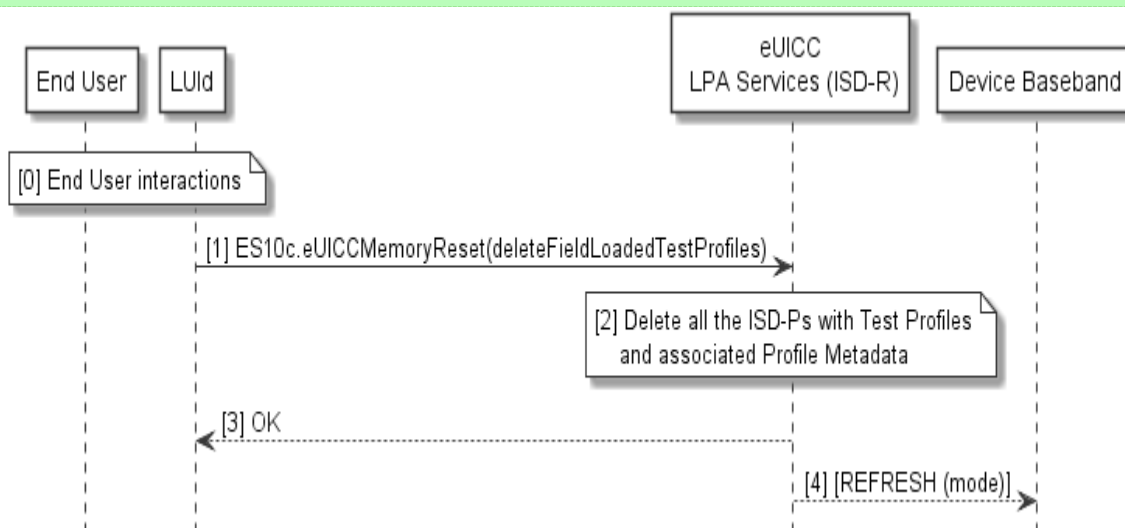 eUICC
LPA Services (ISD-R)
End User
LUId
Device Baseband
[0] End User interactions
[1] ES10c.eUICCMemoryReset(deleteFieldLoadedTestProfiles)
[2] Delete all the ISD-Ps with Test Profiles
and associated Profile Metadata
[3] OK
[4] [REFRESH (mode)]